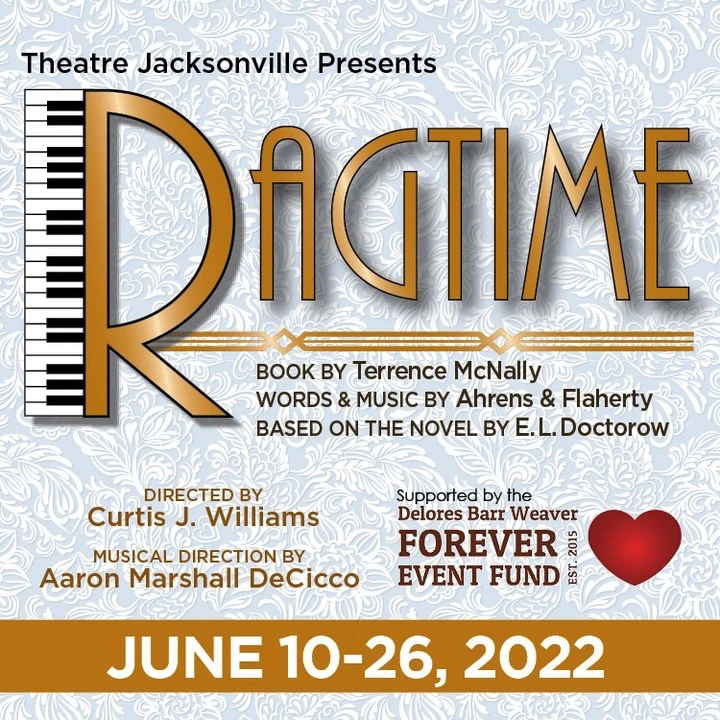 Theatre Jacksonville Presents
RAGTIME
BOOK BY Terrence McNally
WORDS & MUSIC BY Ahrens & Flaherty
BASED ON THE NOVEL BY E.L. Doctorow
DIRECTED BY
Curtis J. Williams
MUSICAL DIRECTION BY
Aaron Marshall DeCicco
Supported by the
Delores Barr Weaver
FOREVER
EVENT FUND
EST. 2015
JUNE 10-26, 2022